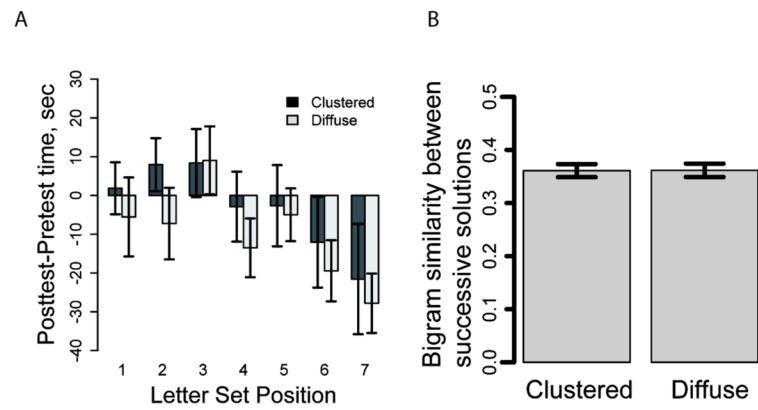 A
Posttest-Pretest time, sec
30
20
10
0
-10
-20
-30
-40
Clustered
Diffuse
1 2 3 4 5 6 7
Letter Set Position
B
Bigram similarity between
successive solutions
0.5
0.4
0.3
0.2
0.1
0.0
Clustered Diffuse